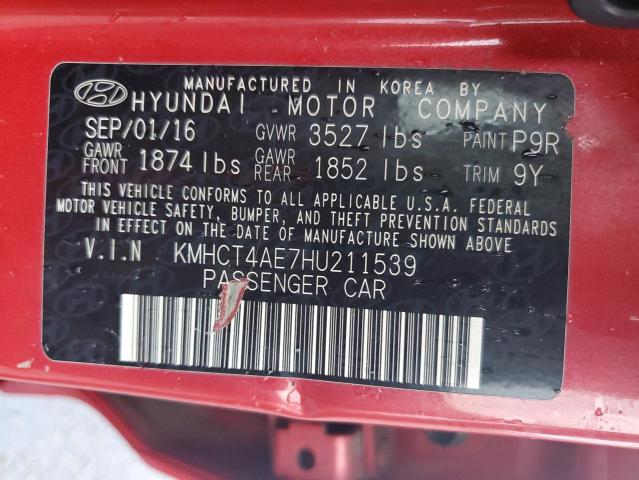 MANUFACTURED IN KOREA BY
HYUNDAI MOTOR COMPANY
SEP/01/16 GVWR 3527 lbs PAINT P9R
GAWR FRONT 1874 lbs GAWR REAR 1852 lbs TRIM 9Y
THIS VEHICLE CONFORMS TO ALL APPLICABLE U.S.A. FEDERAL
MOTOR VEHICLE SAFETY, BUMPER, AND THEFT PREVENTION STANDARDS
IN EFFECT ON THE DATE OF MANUFACTURE SHOWN ABOVE.
V.I.N KMHCT4AE7HU211539
PASSENGER CAR